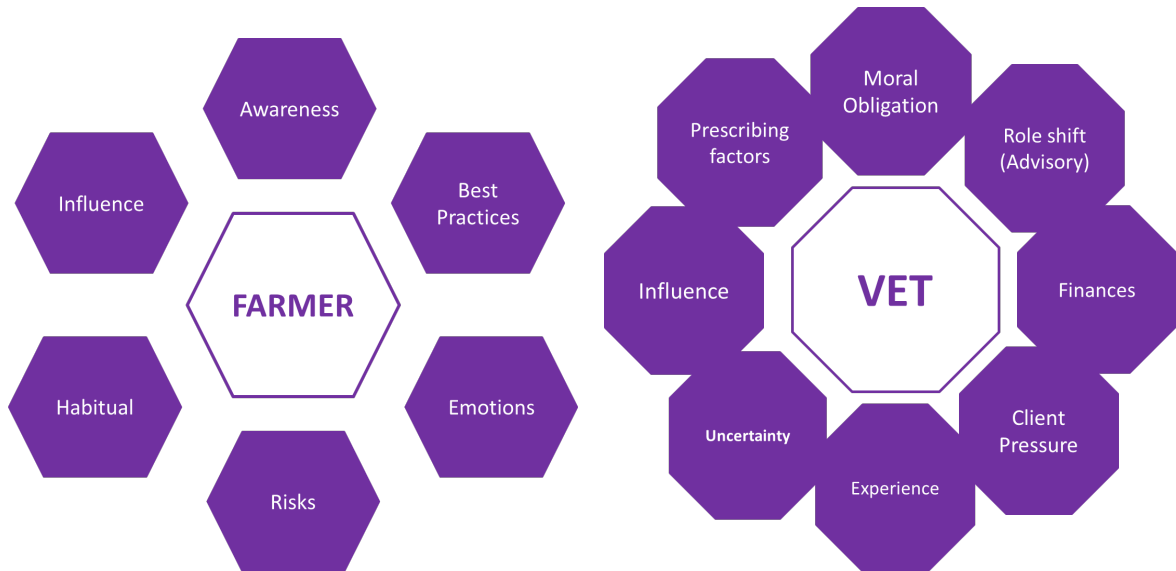 Awareness
Best
Practices
Emotions
Risks
Habitual
Influence
FARMER
Moral
Obligation
Role shift
(Advisory)
Finances
Client
Pressure
Experience
Uncertainty
Influence
Prescribing
factors
VET